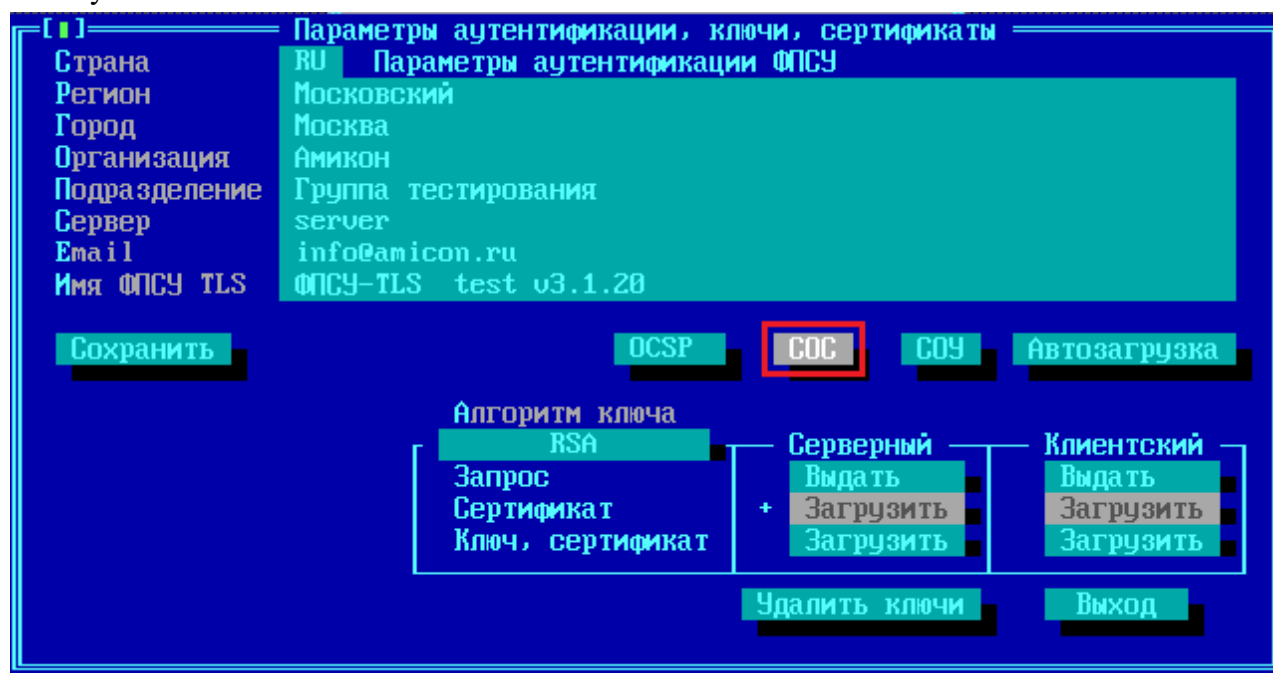 [ ] Параметры аутентификации, ключи, сертификаты
Страна RU Параметры аутентификации ФПСУ
Регион Московский
Город Москва
Организация Амикон
Подразделение Группа тестирования
Сервер server
Email info@amicon.ru
Имя ФПСУ TLS ФПСУ-TLS test v3.1.20
Сохранить OCSP СОС СОУ Автозагрузка
Алгоритм ключа
RSA Серверный Клиентский
Запрос Выдать Выдать
Сертификат + Загрузить Загрузить
Ключ, сертификат Загрузить Загрузить
Удалить ключи Выход